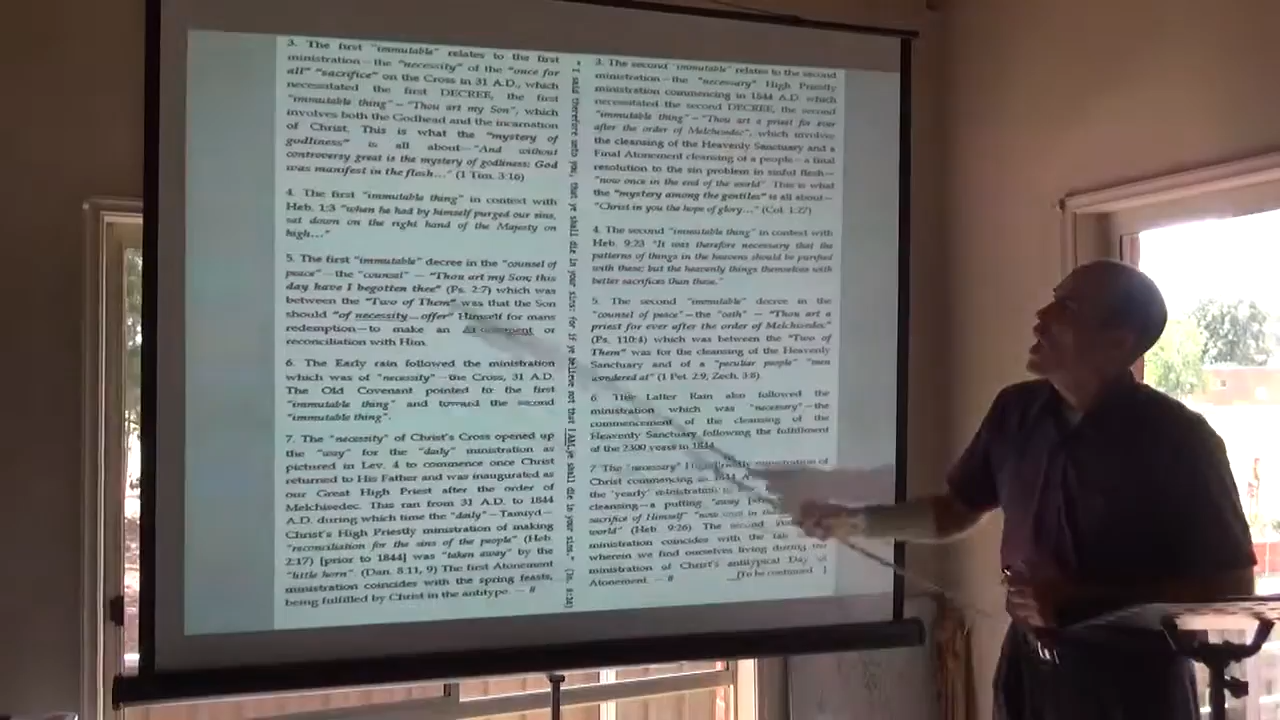 3. The first "immutable" relates to the first
ministration—the "necessity" of the "once for
all" "sacrifice" on the Cross in 31 A.D., which
necessitated the first DECREE, the first
"immutable thing"—"Thou art my Son", which
involves both the Godhead and the incarnation
of Christ. This is what the "mystery of
godliness" is all about—"And without
controversy great is the mystery of godliness: God
was manifest in the flesh..." (1 Tim. 3:16)
4. The first "immutable thing" in context with
Heb. 1:3 "when he had by himself purged our sins,
sat down on the right hand of the Majesty on
high..."
5. The first "immutable" decree in the "counsel of
peace"—the "counsel" — "Thou art my Son; this
day have I begotten thee" (Ps. 2:7) which was
between the "Two of Them" was that the Son
should "of necessity—offer" Himself for mans
redemption—to make an At-onement or
reconciliation with Him.
6. The Early rain followed the ministration
which was of "necessity"—the Cross, 31 A.D.
The Old Covenant pointed to the first
"immutable thing" and toward the second
"immutable thing".
7. The "necessity" of Christ's Cross opened up
the "way" for the "daily" ministration as
pictured in Lev. 4 to commence once Christ
returned to His Father and was inaugurated as
our Great High Priest after the order of
Melchisedec. This ran from 31 A.D. to 1844
A.D. during which time the "daily"—Tamiyd—
Christ's High Priestly ministration of making
"reconciliation for the sins of the people" (Heb.
2:17) [prior to 1844] was "taken away" by the
"little horn". (Dan. 8:11, 9) The first Atonement
ministration coincides with the spring feasts,
being fulfilled by Christ in the antitype. — #
"I said therefore unto you, that ye shall die in your sins: for if ye believe not that I AM, ye shall die in your sins." (Jn. 8:24)
3. The second "immutable" relates to the second
ministration—the "necessary" High Priestly
ministration commencing in 1844 A.D. which
necessitated the second DECREE, the second
"immutable thing"—"Thou art a priest for ever
after the order of Melchisedec", which involves
the cleansing of the Heavenly Sanctuary and a
Final Atonement cleansing of a people—a final
resolution to the sin problem in sinful flesh—
"now once in the end of the world". This is what
the "mystery among the gentiles" is all about—
"Christ in you the hope of glory..." (Col. 1:27)
4. The second "immutable thing" in context with
Heb. 9:23 "It was therefore necessary that the
patterns of things in the heavens should be purified
with these; but the heavenly things themselves with
better sacrifices than these."
5. The second "immutable" decree in the
"counsel of peace"—the "oath" — "Thou art a
priest for ever after the order of Melchisedec."
(Ps. 110:4) which was between the "Two of
Them" was for the cleansing of the Heavenly
Sanctuary and of a "peculiar people" "men
wondered at" (1 Pet. 2:9; Zech. 3:8).
6. The Latter Rain also followed the
ministration which was "necessary"—the
commencement of the cleansing of the
Heavenly Sanctuary following the fulfillment
of the 2300 years in 1844.
7. The "necessary" High Priestly ministration of
Christ commencing in 1844 A
the 'yearly' ministration
cleansing—a putting "away
sacrifice of Himself" "now once in the
world" (Heb. 9:26) The second
ministration coincides with the
wherein we find ourselves living during the
ministration of Christ's antitypical Day of
Atonement. — # [To be continued ]